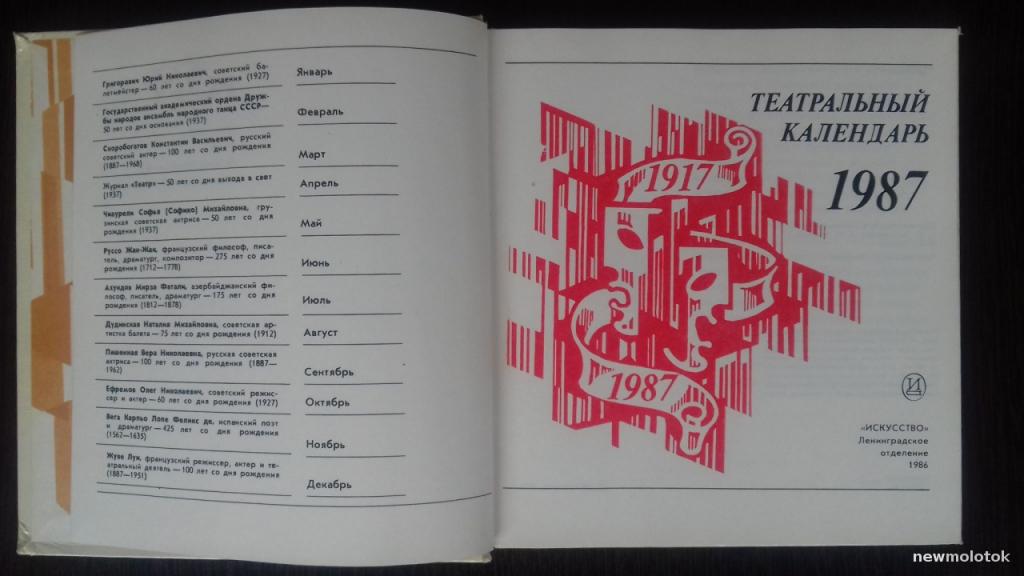 Григорович Юрий Николаевич, советский ба-
летмейстер — 60 лет со дня рождения (1927)
Январь
Государственный академический ордена Друж-
бы народов ансамбль народного танца СССР —
50 лет со дня основания (1937)
Февраль
Скоробогатов Константин Васильевич, русский
советский актер — 100 лет со дня рождения
(1887—1968)
Март
Журнал «Театр» — 50 лет со дня выхода в свет
(1937)
Апрель
Чиаурели Софья [Софико] Михайловна, гру-
зинская советская актриса — 50 лет со дня
рождения (1937)
Май
Руссо Жан-Жак, французский философ, писа-
тель, драматург, композитор — 275 лет со дня
рождения (1712—1778)
Июнь
Ахундов Мирза Фатали, азербайджанский фи-
лософ, писатель, драматург — 175 лет со дня
рождения (1812—1878)
Июль
Дудинская Наталия Михайловна, советская ар-
тистка балета — 75 лет со дня рождения (1912)
Август
Пашенная Вера Николаевна, русская советская
актриса — 100 лет со дня рождения (1887—
1962)
Сентябрь
Ефремов Олег Николаевич, советский режис-
сер и актер — 60 лет со дня рождения (1927)
Октябрь
Вега Карпьо Лопе Феликс де, испанский поэт
и драматург — 425 лет со дня рождения
(1562—1635)
Ноябрь
Жуве Луи, французский режиссер, актер и те-
атральный деятель — 100 лет со дня рождения
(1887—1951)
Декабрь
ТЕАТРАЛЬНЫЙ
КАЛЕНДАРЬ
1987
1917
1987
«ИСКУССТВО»
Ленинградское
отделение
1986
newmolotok